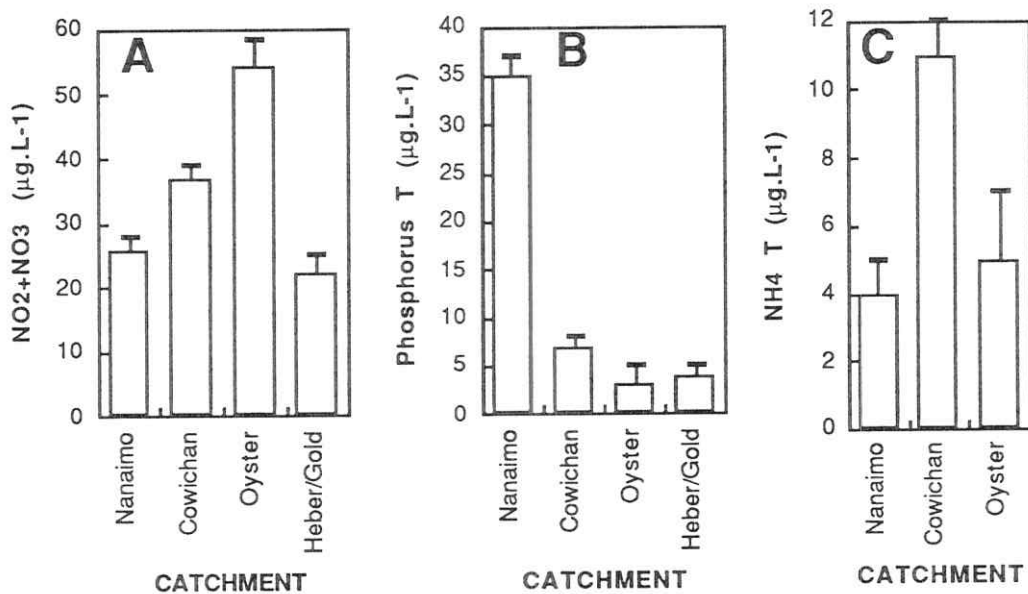 A
NO2+NO3 (µg.L-1)
60
50
40
30
20
10
0
Nanaimo
Cowichan
Oyster
Heber/Gold
CATCHMENT
B
Phosphorus T (µg.L-1)
40
35
30
25
20
15
10
5
0
Nanaimo
Cowichan
Oyster
Heber/Gold
CATCHMENT
C
NH4 T (µg.L-1)
12
10
8
6
4
2
0
Nanaimo
Cowichan
Oyster
CATCHMENT